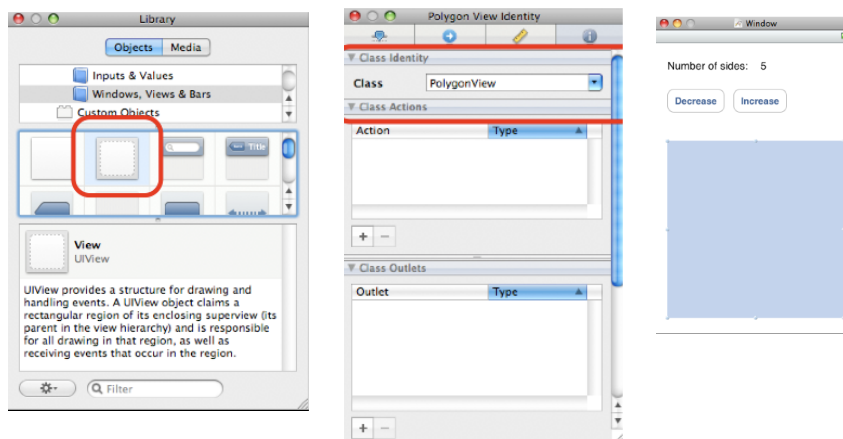 Library
Objects Media
Inputs & Values
Windows, Views & Bars
Custom Objects
Title
View
UIView
UIView provides a structure for drawing and
handling events. A UIView object claims a
rectangular region of its enclosing superview (its
parent in the view hierarchy) and is responsible
for all drawing in that region, as well as
receiving events that occur in the region.
Filter
Polygon View Identity
Class Identity
Class PolygonView
Class Actions
Action Type
Class Outlets
Outlet Type
Window
Number of sides: 5
Decrease Increase